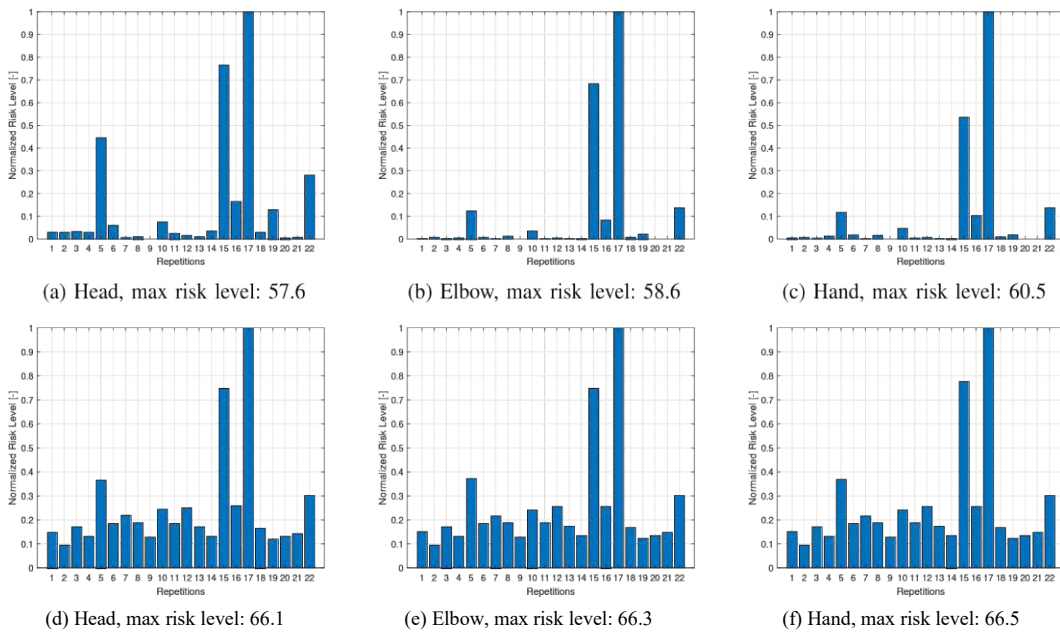 1
0.9
0.8
0.7
0.6
0.5
0.4
0.3
0.2
0.1
0
Normalized Risk Level [-]
1 2 3 4 5 6 7 8 9 10 11 12 13 14 15 16 17 18 19 20 21 22
Repetitions
(a) Head, max risk level: 57.6
1
0.9
0.8
0.7
0.6
0.5
0.4
0.3
0.2
0.1
0
Normalized Risk Level [-]
1 2 3 4 5 6 7 8 9 10 11 12 13 14 15 16 17 18 19 20 21 22
Repetitions
(b) Elbow, max risk level: 58.6
1
0.9
0.8
0.7
0.6
0.5
0.4
0.3
0.2
0.1
0
Normalized Risk Level [-]
1 2 3 4 5 6 7 8 9 10 11 12 13 14 15 16 17 18 19 20 21 22
Repetitions
(c) Hand, max risk level: 60.5
1
0.9
0.8
0.7
0.6
0.5
0.4
0.3
0.2
0.1
0
Normalized Risk Level [-]
1 2 3 4 5 6 7 8 9 10 11 12 13 14 15 16 17 18 19 20 21 22
Repetitions
(d) Head, max risk level: 66.1
1
0.9
0.8
0.7
0.6
0.5
0.4
0.3
0.2
0.1
0
Normalized Risk Level [-]
1 2 3 4 5 6 7 8 9 10 11 12 13 14 15 16 17 18 19 20 21 22
Repetitions
(e) Elbow, max risk level: 66.3
1
0.9
0.8
0.7
0.6
0.5
0.4
0.3
0.2
0.1
0
Normalized Risk Level [-]
1 2 3 4 5 6 7 8 9 10 11 12 13 14 15 16 17 18 19 20 21 22
Repetitions
(f) Hand, max risk level: 66.5